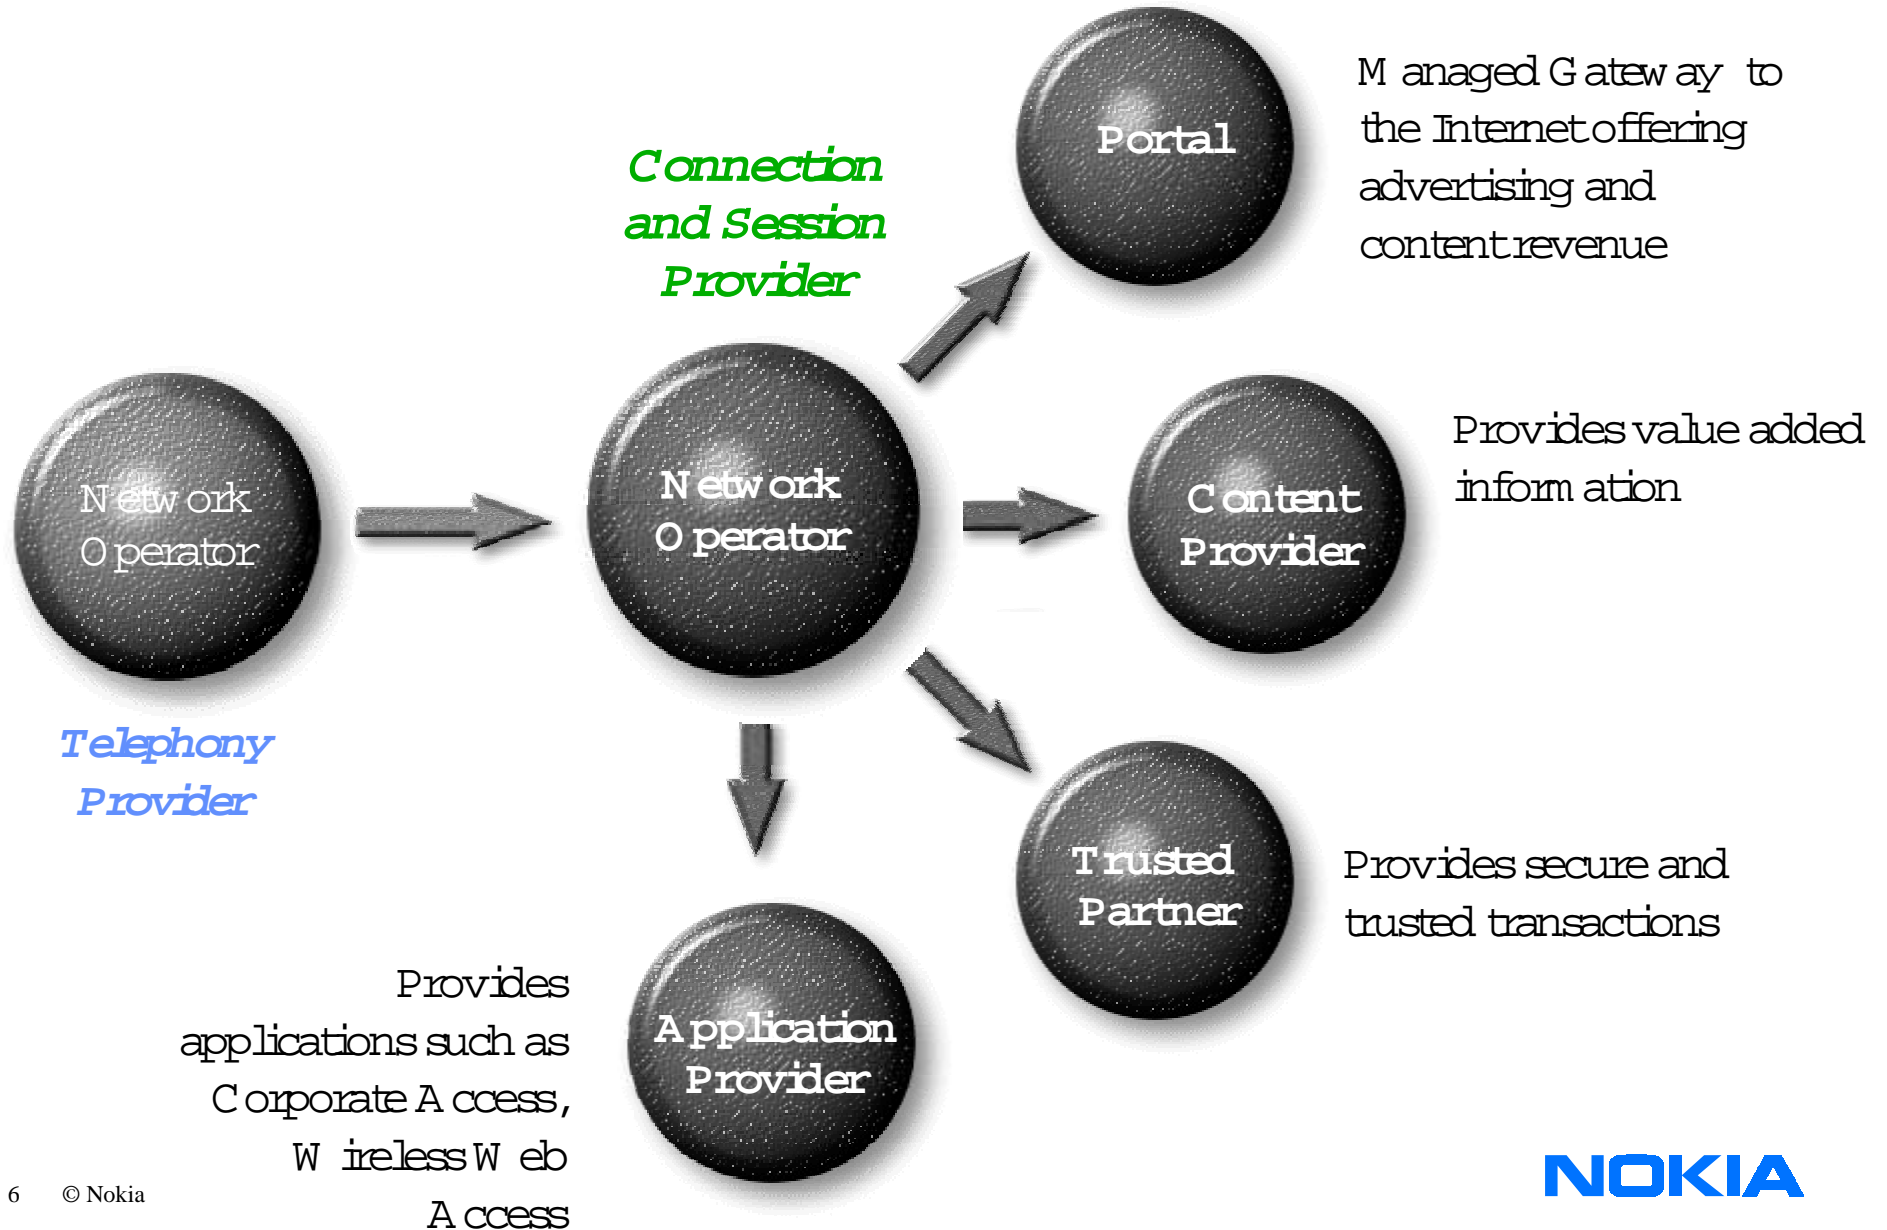 Portal
Managed Gateway to
the Internet offering
advertising and
content revenue
Connection
and Session
Provider
Network
Operator
Telephony
Provider
Network
Operator
Content
Provider
Provides value added
information
Trusted
Partner
Provides secure and
trusted transactions
Application
Provider
Provides
applications such as
Corporate Access,
Wireless Web
Access
6 © Nokia
NOKIA